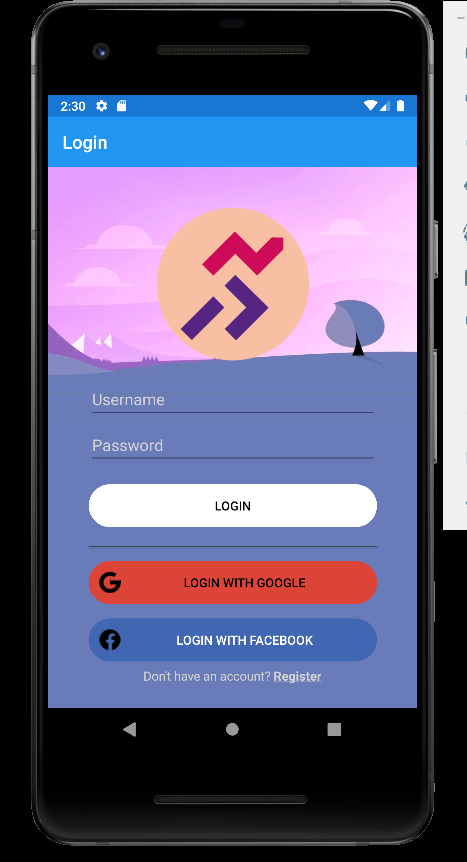 2:30
Login
Username
Password
LOGIN
LOGIN WITH GOOGLE
LOGIN WITH FACEBOOK
Don't have an account? Register